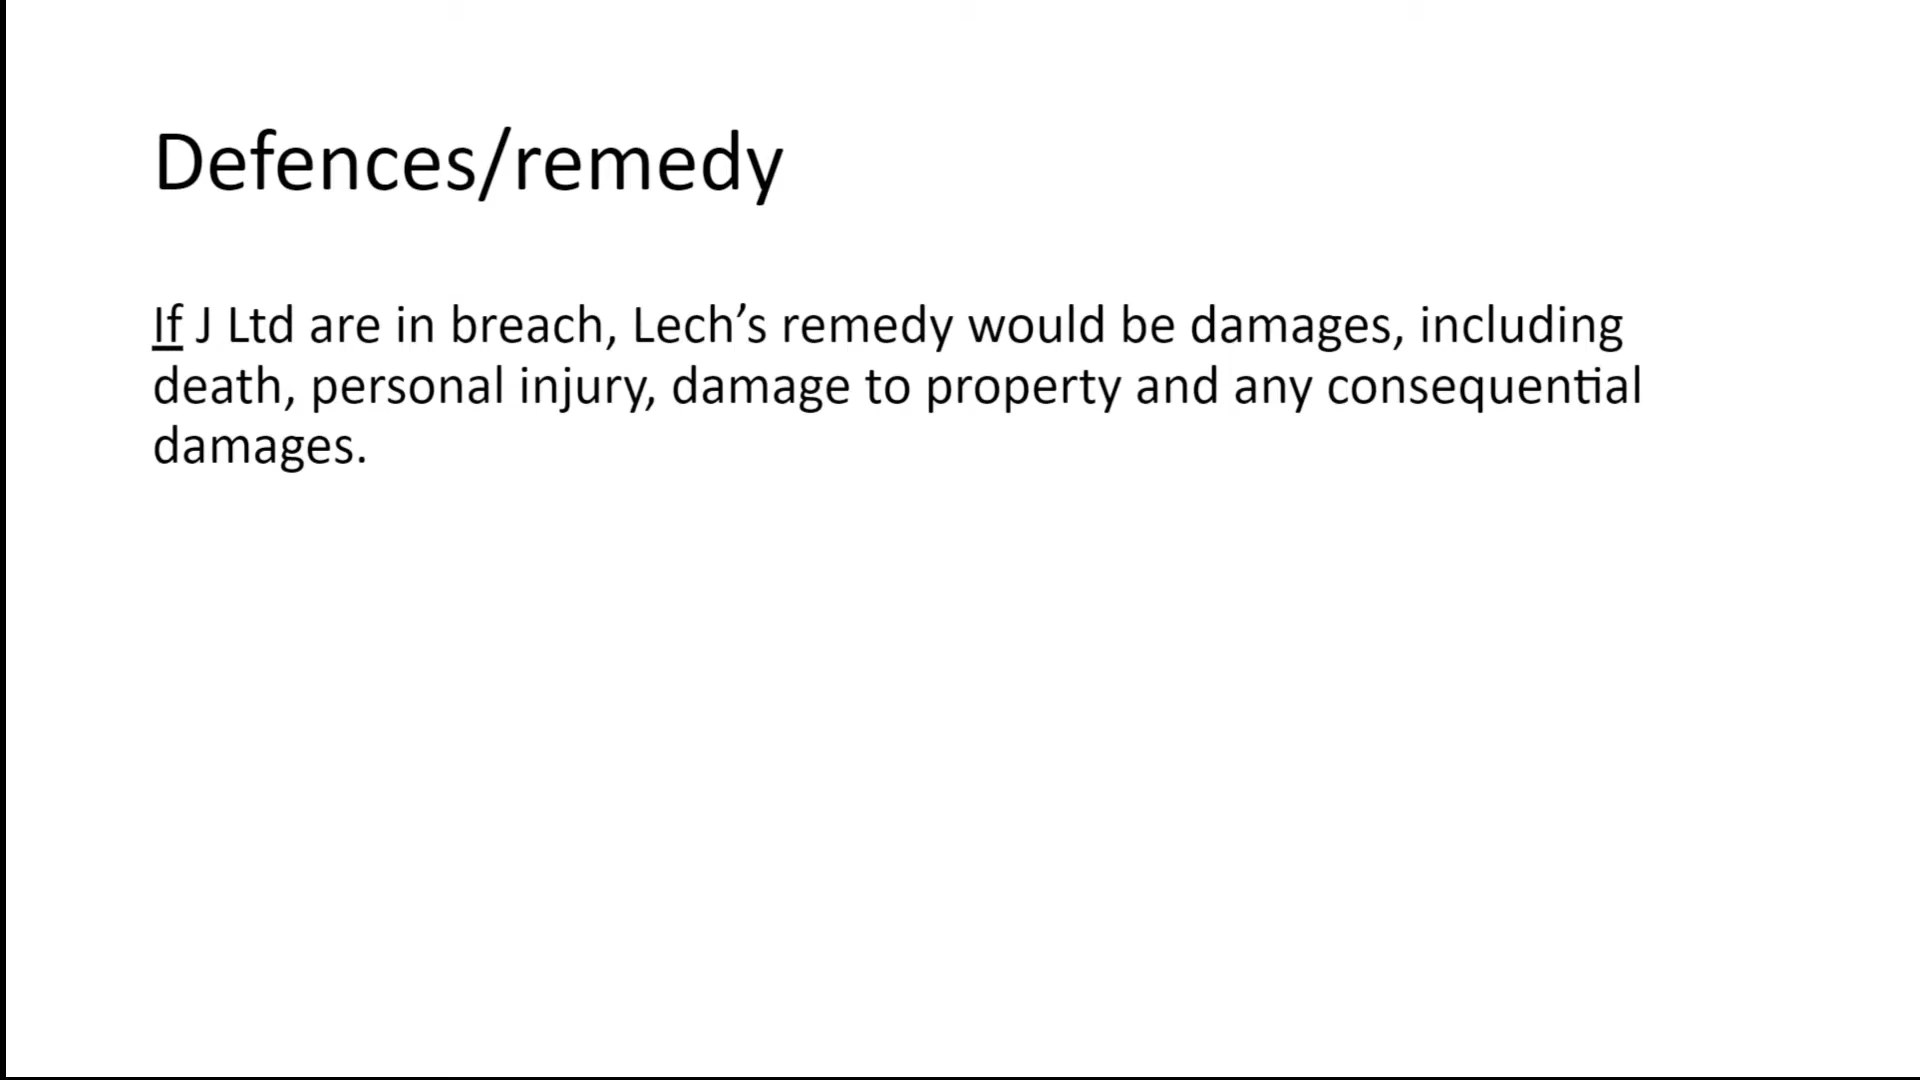 Defences/remedy
If J Ltd are in breach, Lech’s remedy would be damages, including
death, personal injury, damage to property and any consequential
damages.